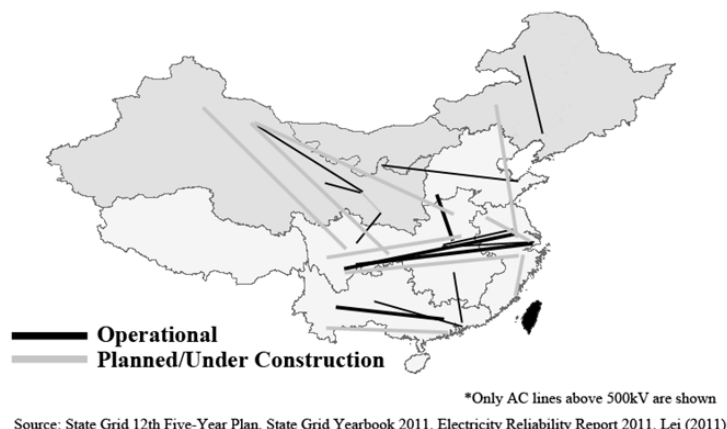 Operational
Planned/Under Construction
*Only AC lines above 500kV are shown
Source: State Grid 12th Five-Year Plan, State Grid Yearbook 2011, Electricity Reliability Report 2011, Lei (2011)